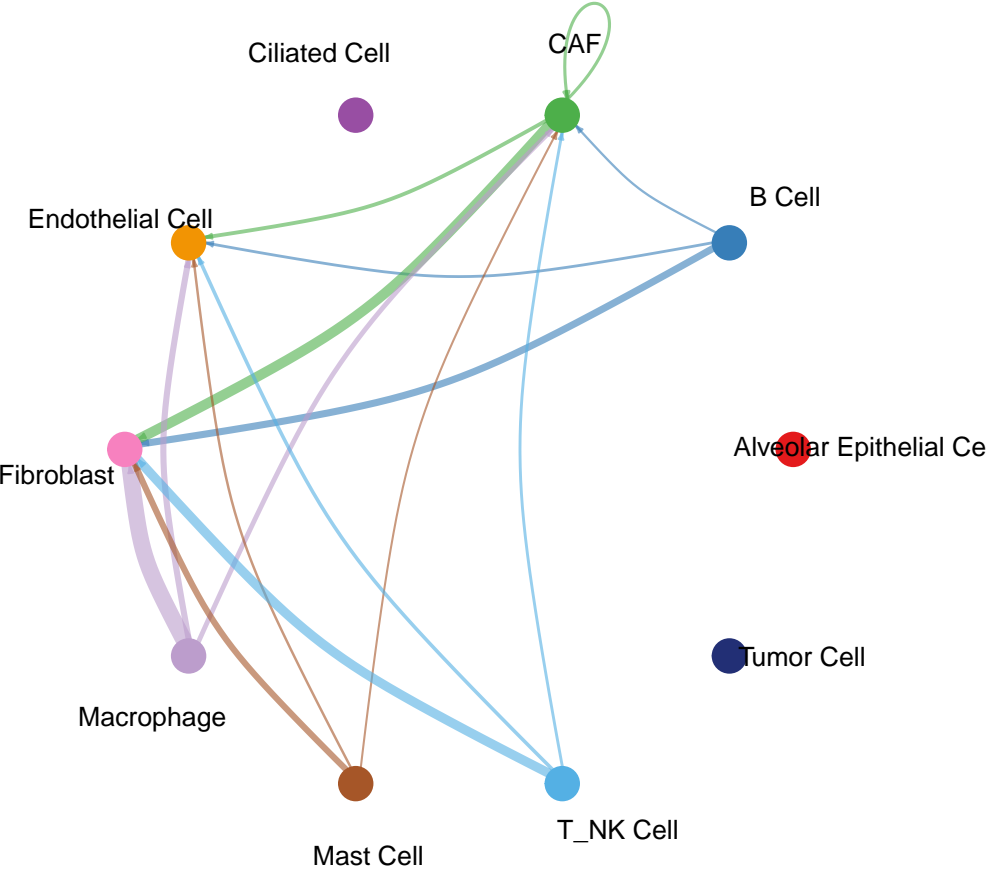 CAF
Ciliated Cell
B Cell
Endothelial Cell
Alveolar Epithelial Ce
Fibroblast
Tumor Cell
Macrophage
T_NK Cell
Mast Cell